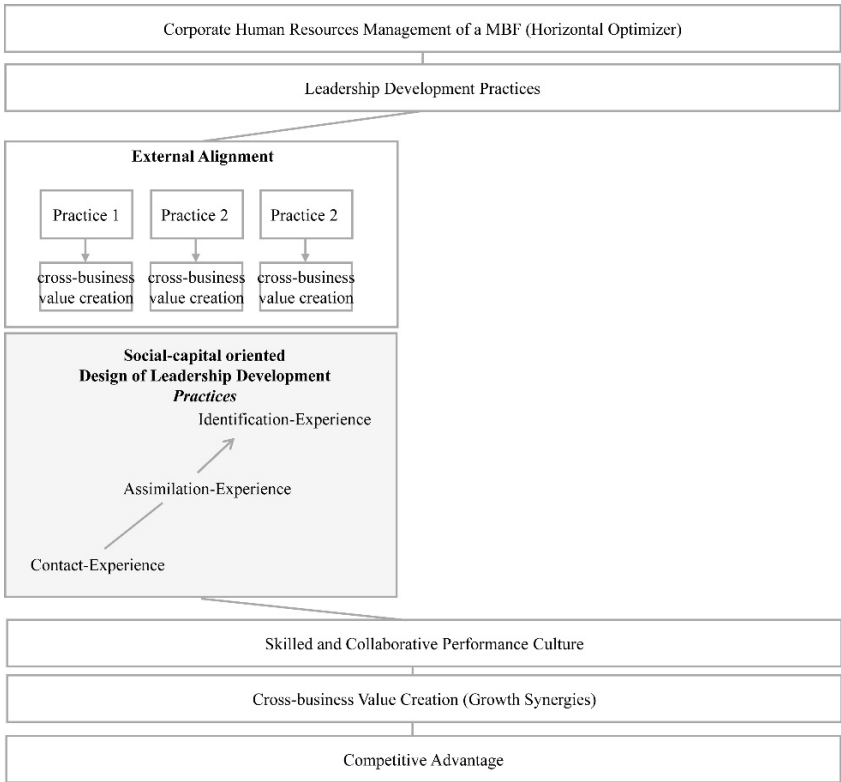 Corporate Human Resources Management of a MBF (Horizontal Optimizer)
Leadership Development Practices
External Alignment
Practice 1
Practice 2
Practice 2
cross-business
value creation
cross-business
value creation
cross-business
value creation
Social-capital oriented
Design of Leadership Development
Practices
Identification-Experience
Assimilation-Experience
Contact-Experience
Skilled and Collaborative Performance Culture
Cross-business Value Creation (Growth Synergies)
Competitive Advantage